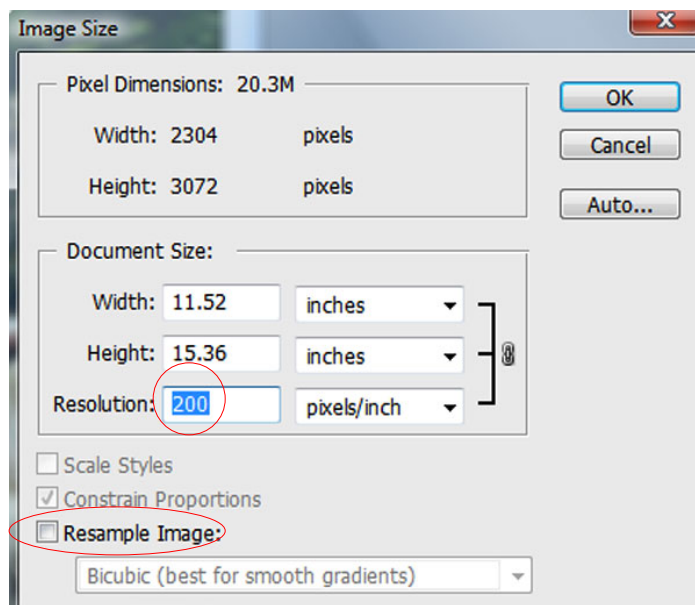 Image Size
Pixel Dimensions: 20.3M
Width: 2304 pixels
Height: 3072 pixels
OK
Cancel
Auto...
Document Size:
Width: 11.52 inches
Height: 15.36 inches
Resolution: 200 pixels/inch
Scale Styles
Constrain Proportions
Resample Image:
Bicubic (best for smooth gradients)